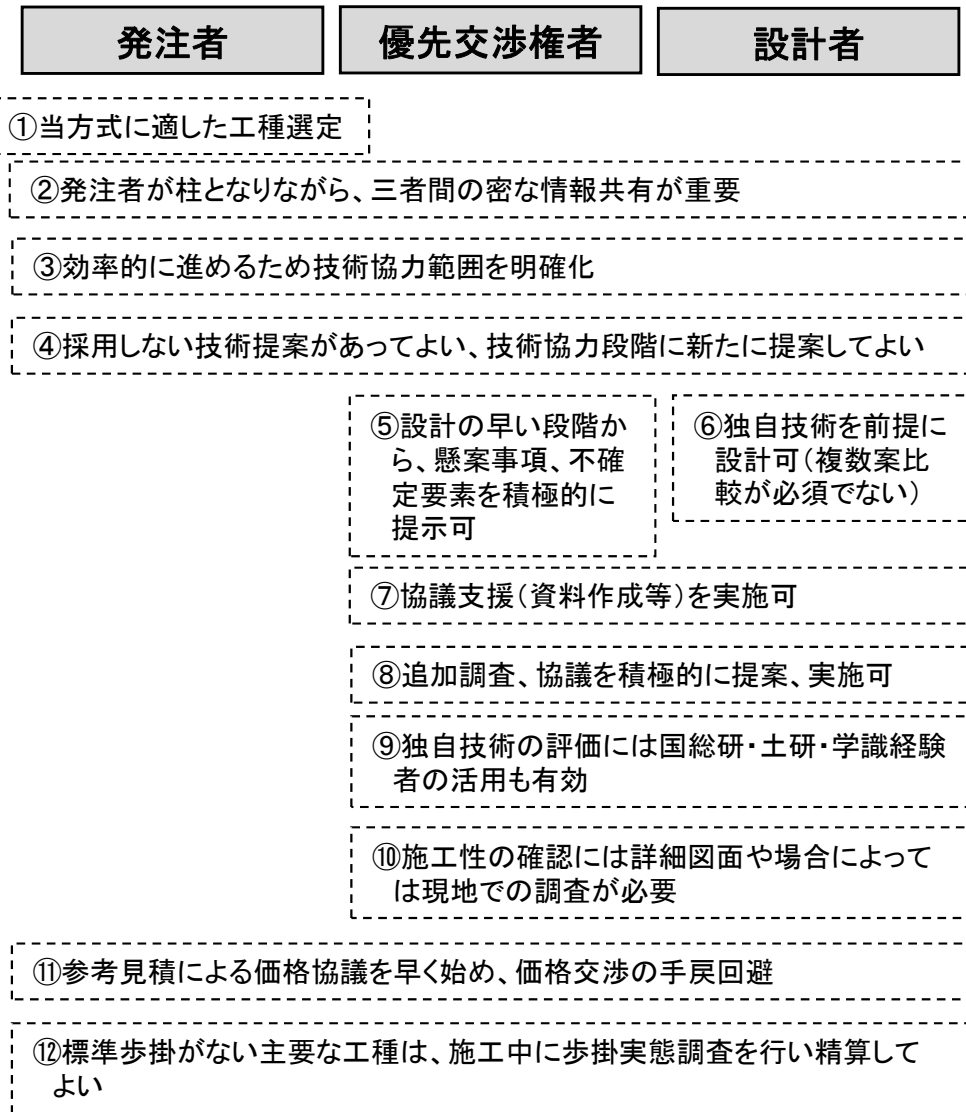 発注者
優先交渉権者
設計者
①当方式に適した工種選定
②発注者が柱となりながら、三者間の密な情報共有が重要
③効率的に進めるため技術協力範囲を明確化
④採用しない技術提案があってよい、技術協力段階に新たに提案してよい
⑤設計の早い段階か
ら、懸案事項、不確
定要素を積極的に
提示可
⑥独自技術を前提に
設計可(複数案比
較が必須でない)
⑦協議支援(資料作成等)を実施可
⑧追加調査、協議を積極的に提案、実施可
⑨独自技術の評価には国総研・土研・学識経験
者の活用も有効
⑩施工性の確認には詳細図面や場合によって
は現地での調査が必要
⑪参考見積による価格協議を早く始め、価格交渉の手戻回避
⑫標準歩掛がない主要な工種は、施工中に歩掛実態調査を行い精算して
よい